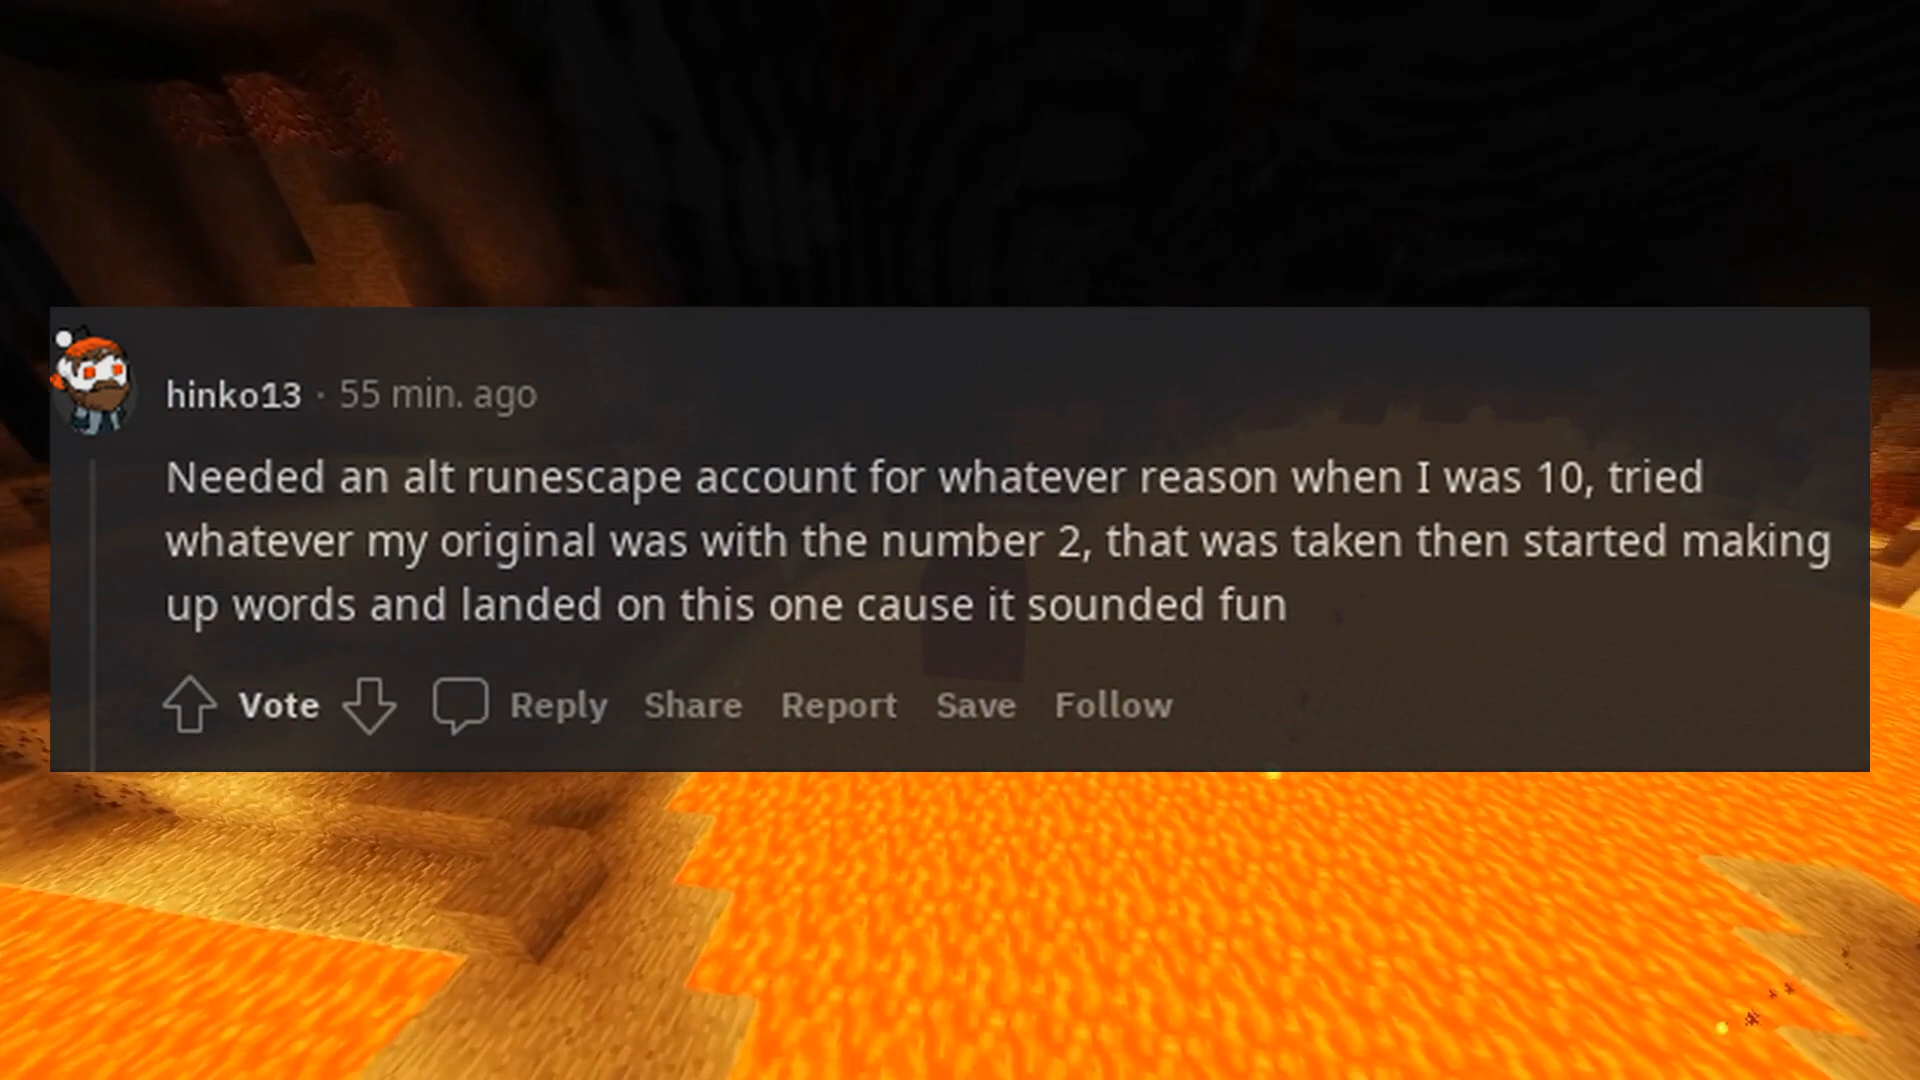 hinko13 · 55 min. ago
Needed an alt runescape account for whatever reason when I was 10, tried
whatever my original was with the number 2, that was taken then started making
up words and landed on this one cause it sounded fun
Vote Reply Share Report Save Follow